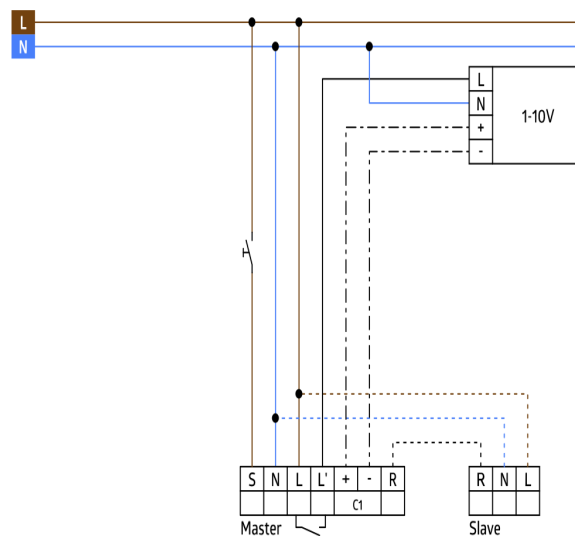 L
N
L
N
+
-
1-10V
S N L L' + - R
C1
R N L
Master
Slave